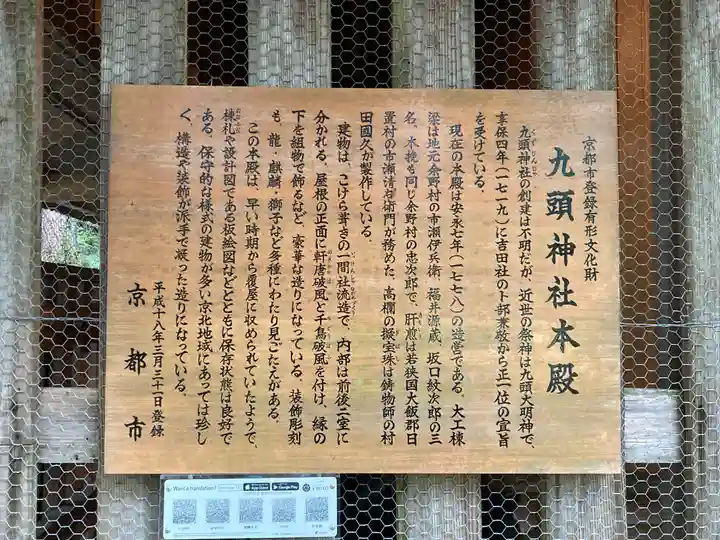 京都市登録有形文化財
九頭神社本殿
九頭神社の創建は不明だが、近世の祭神は九頭大明神で、
享保四年(一七一九)に吉田社の卜部兼敬から正一位の宣旨
を受けている。
現在の本殿は安永七年(一七七八)の造営である。大工棟
梁は地元余野村の市瀬伊兵衛、福井源蔵、坂口紋次郎の三
名、木挽も同じ余野村の忠次郎で、肝煎は若狭国大飯郡日
置村の市瀬清右衛門が務めた。高欄の擬宝珠は鋳物師の村
田國久が製作している。
建物は、こけら葺きの一間社流造で、内部は前後二室に
分かれる。屋根の正面に軒唐破風と千鳥破風を付け、縁の
下を組物で飾るなど、豪華な造りになっている。装飾彫刻
も、龍・麒麟・獅子など多種にわたり見ごたえがある。
この本殿は、早い時期から覆屋に収められていたようで、
棟札や設計図である板絵図などとともに保存状態は良好で
ある。保守的な様式の建物が多い京北地域にあっては珍し
く、構造や装飾が派手で凝った造りになっている。
平成十八年三月三十一日登録
京都市
Want a translation?
App Store
Google Play